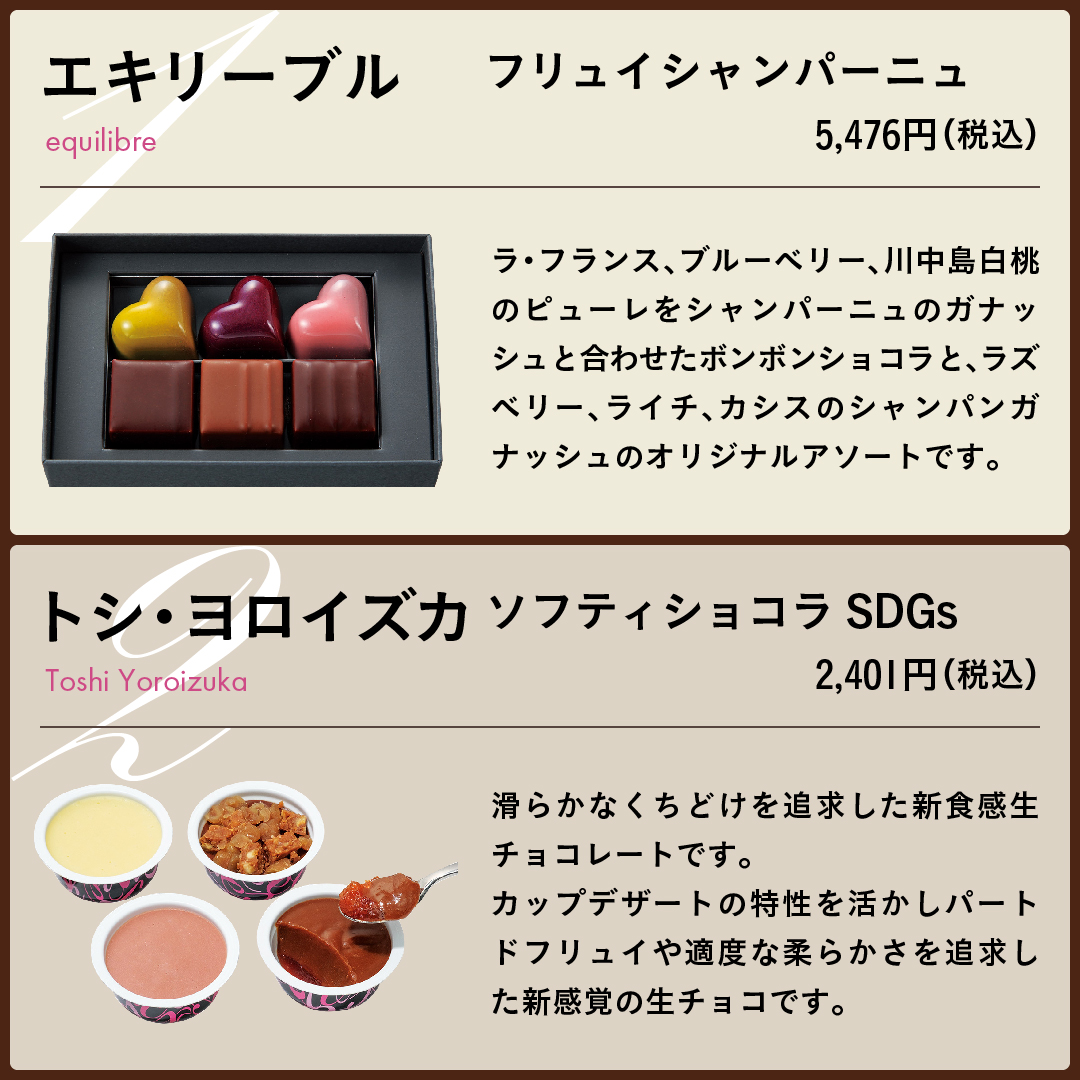 1
エキリーブル
フリュイシャンパーニュ
equilibre
5,476円(税込)
ラ・フランス、ブルーベリー、川中島白桃
のピューレをシャンパーニュのガナッ
シュと合わせたボンボンショコラと、ラズ
ベリー、ライチ、カシスのシャンパンガ
ナッシュのオリジナルアソートです。
2
トシ・ヨロイズカ
ソフティショコラ SDGs
Toshi Yoroizuka
2,401円(税込)
滑らかなくちどけを追求した新食感生
チョコレートです。
カップデザートの特性を活かしパート
ドフリュイや適度な柔らかさを追求し
た新感覚の生チョコです。